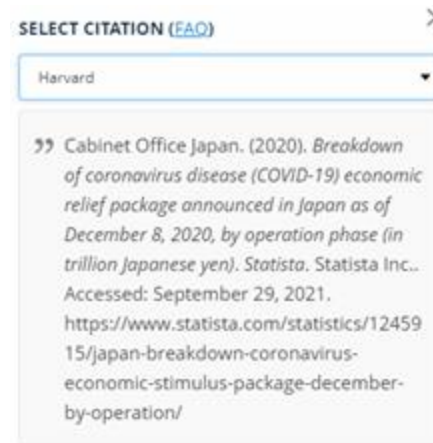 SELECT CITATION (FAQ)
Harvard
” Cabinet Office Japan. (2020). Breakdown
of coronavirus disease (COVID-19) economic
relief package announced in Japan as of
December 8, 2020, by operation phase (in
trillion Japanese yen). Statista. Statista Inc..
Accessed: September 29, 2021.
https://www.statista.com/statistics/12459
15/japan-breakdown-coronavirus-
economic-stimulus-package-december-
by-operation/